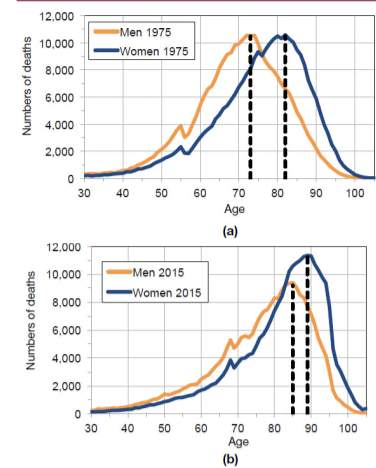 12,000
10,000
8,000
6,000
4,000
2,000
0
Numbers of deaths
Men 1975
Women 1975
30 40 50 60 70 80 90 100
Age
(a)
12,000
10,000
8,000
6,000
4,000
2,000
0
Numbers of deaths
Men 2015
Women 2015
30 40 50 60 70 80 90 100
Age
(b)